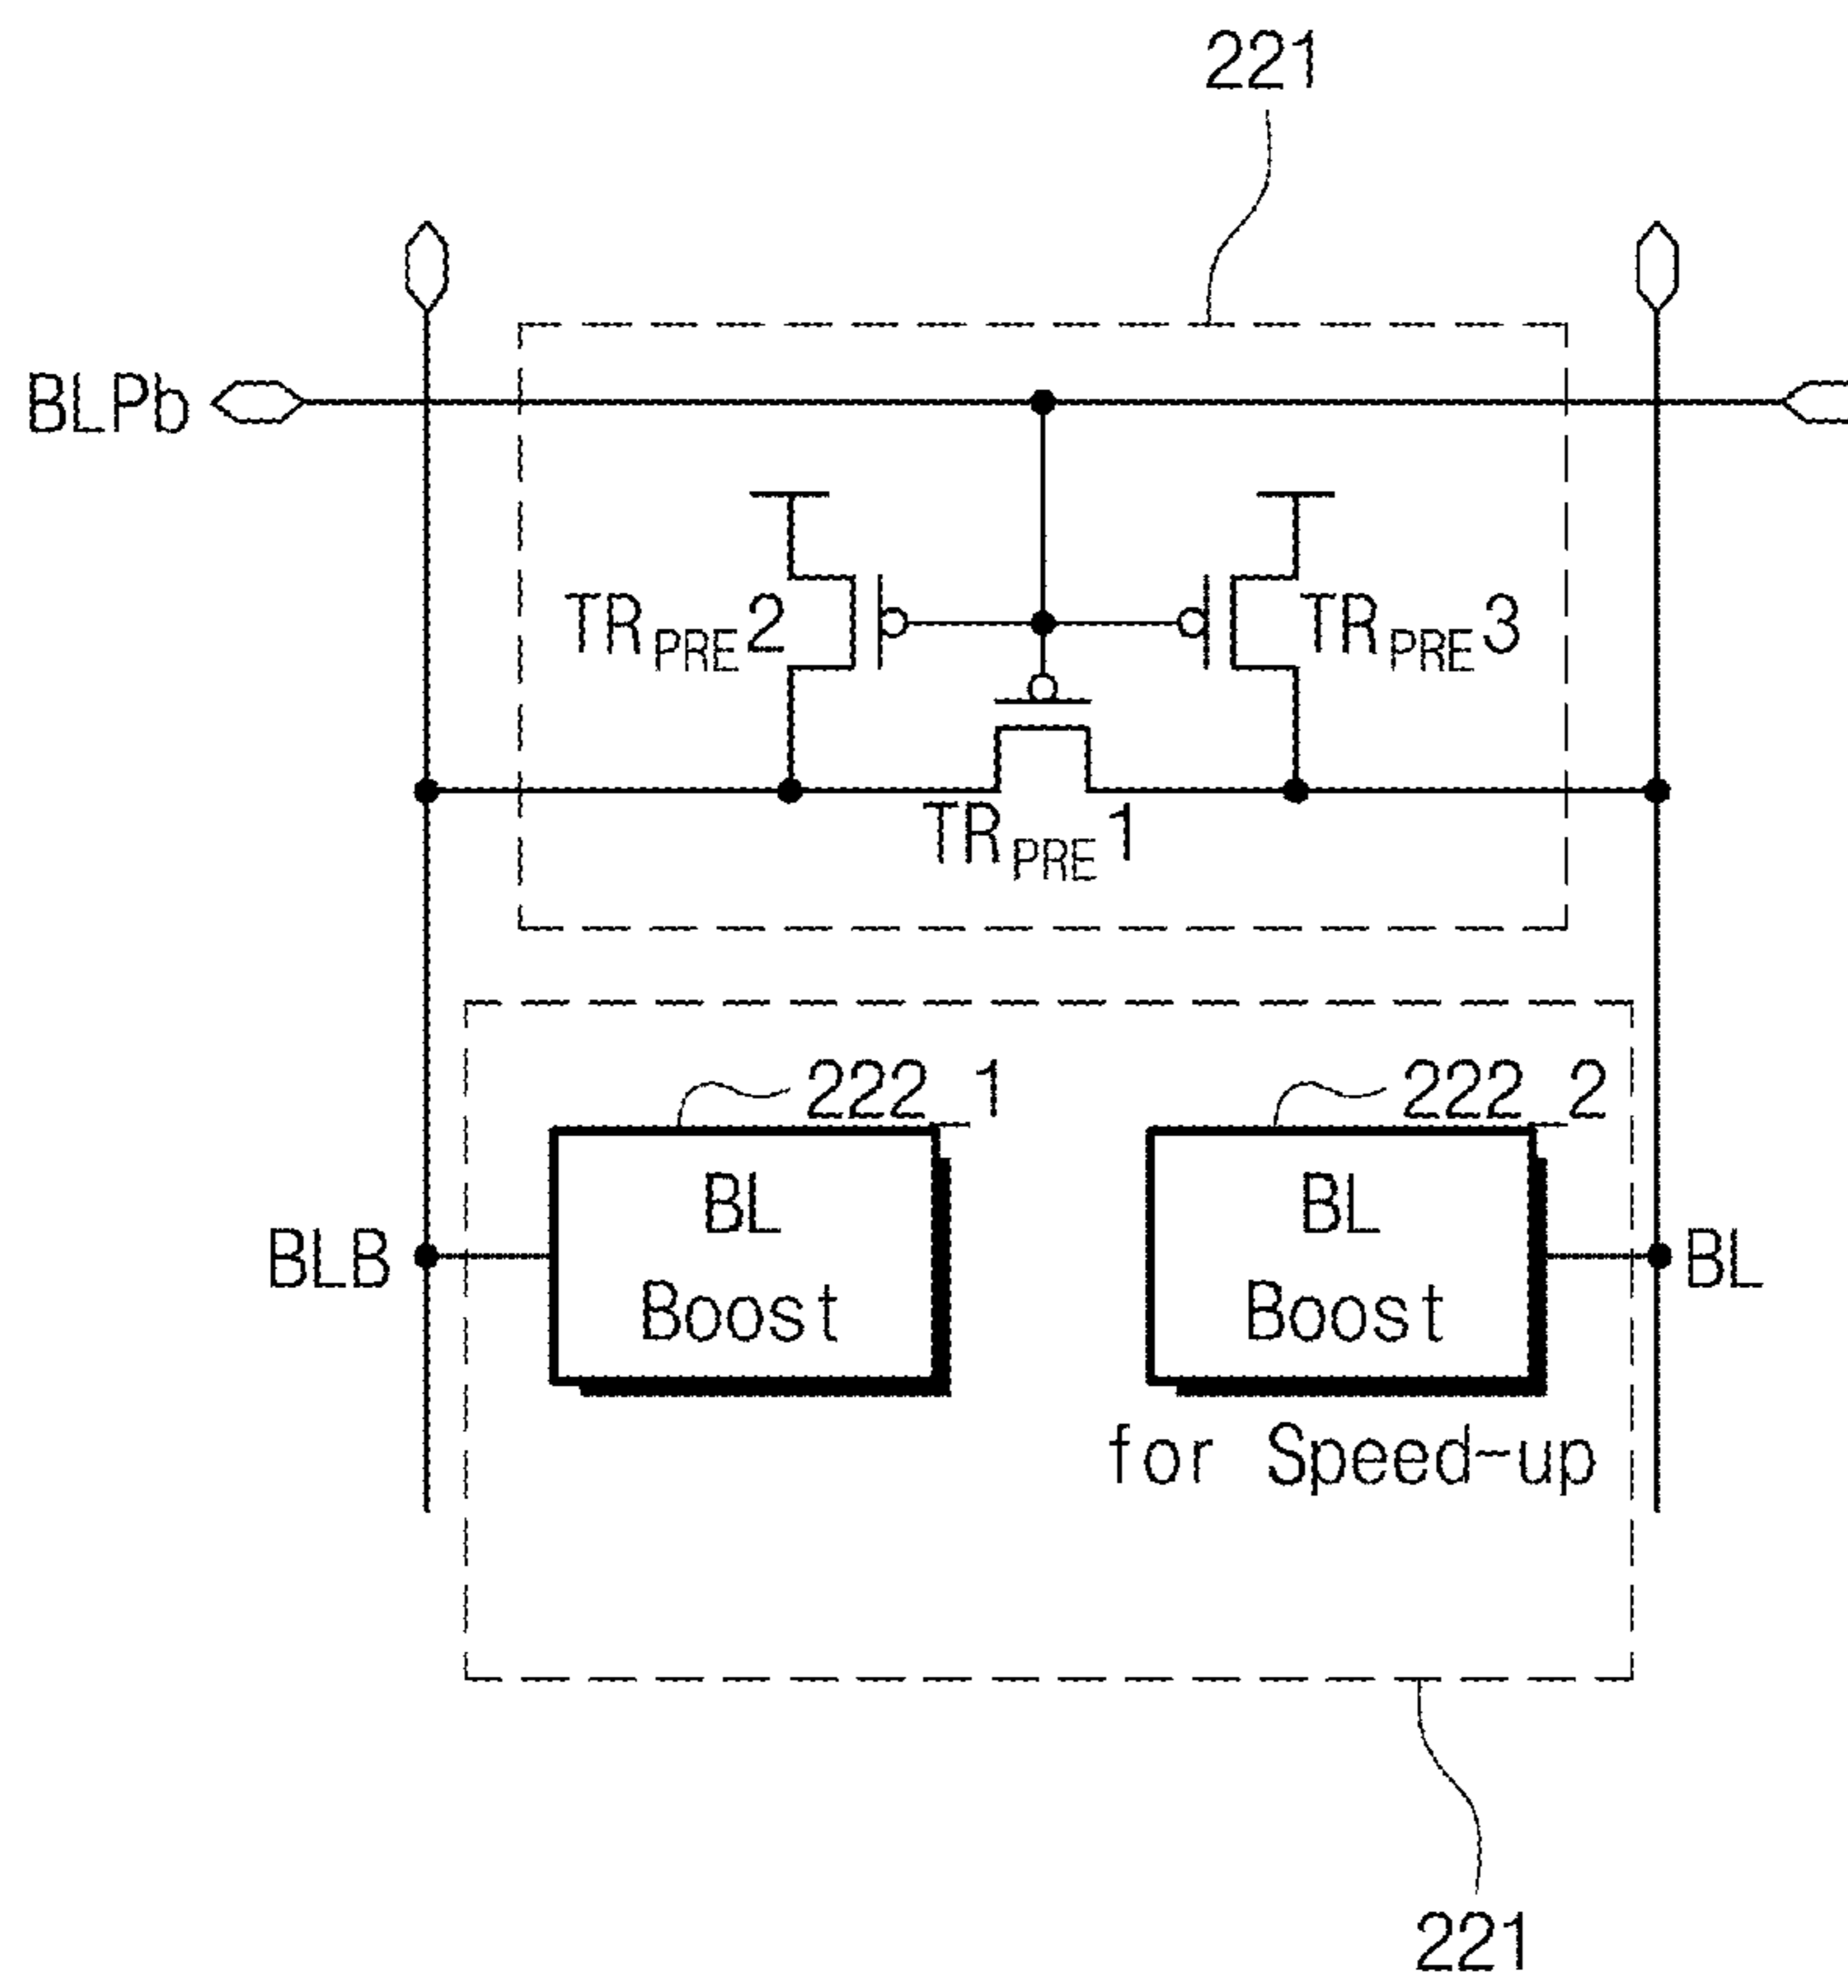 221
BLPb
TRPRE2
TRPRE3
TRPRE1
222_1
222_2
BL
Boost
BL
Boost
BLB
BL
for Speed-up
221